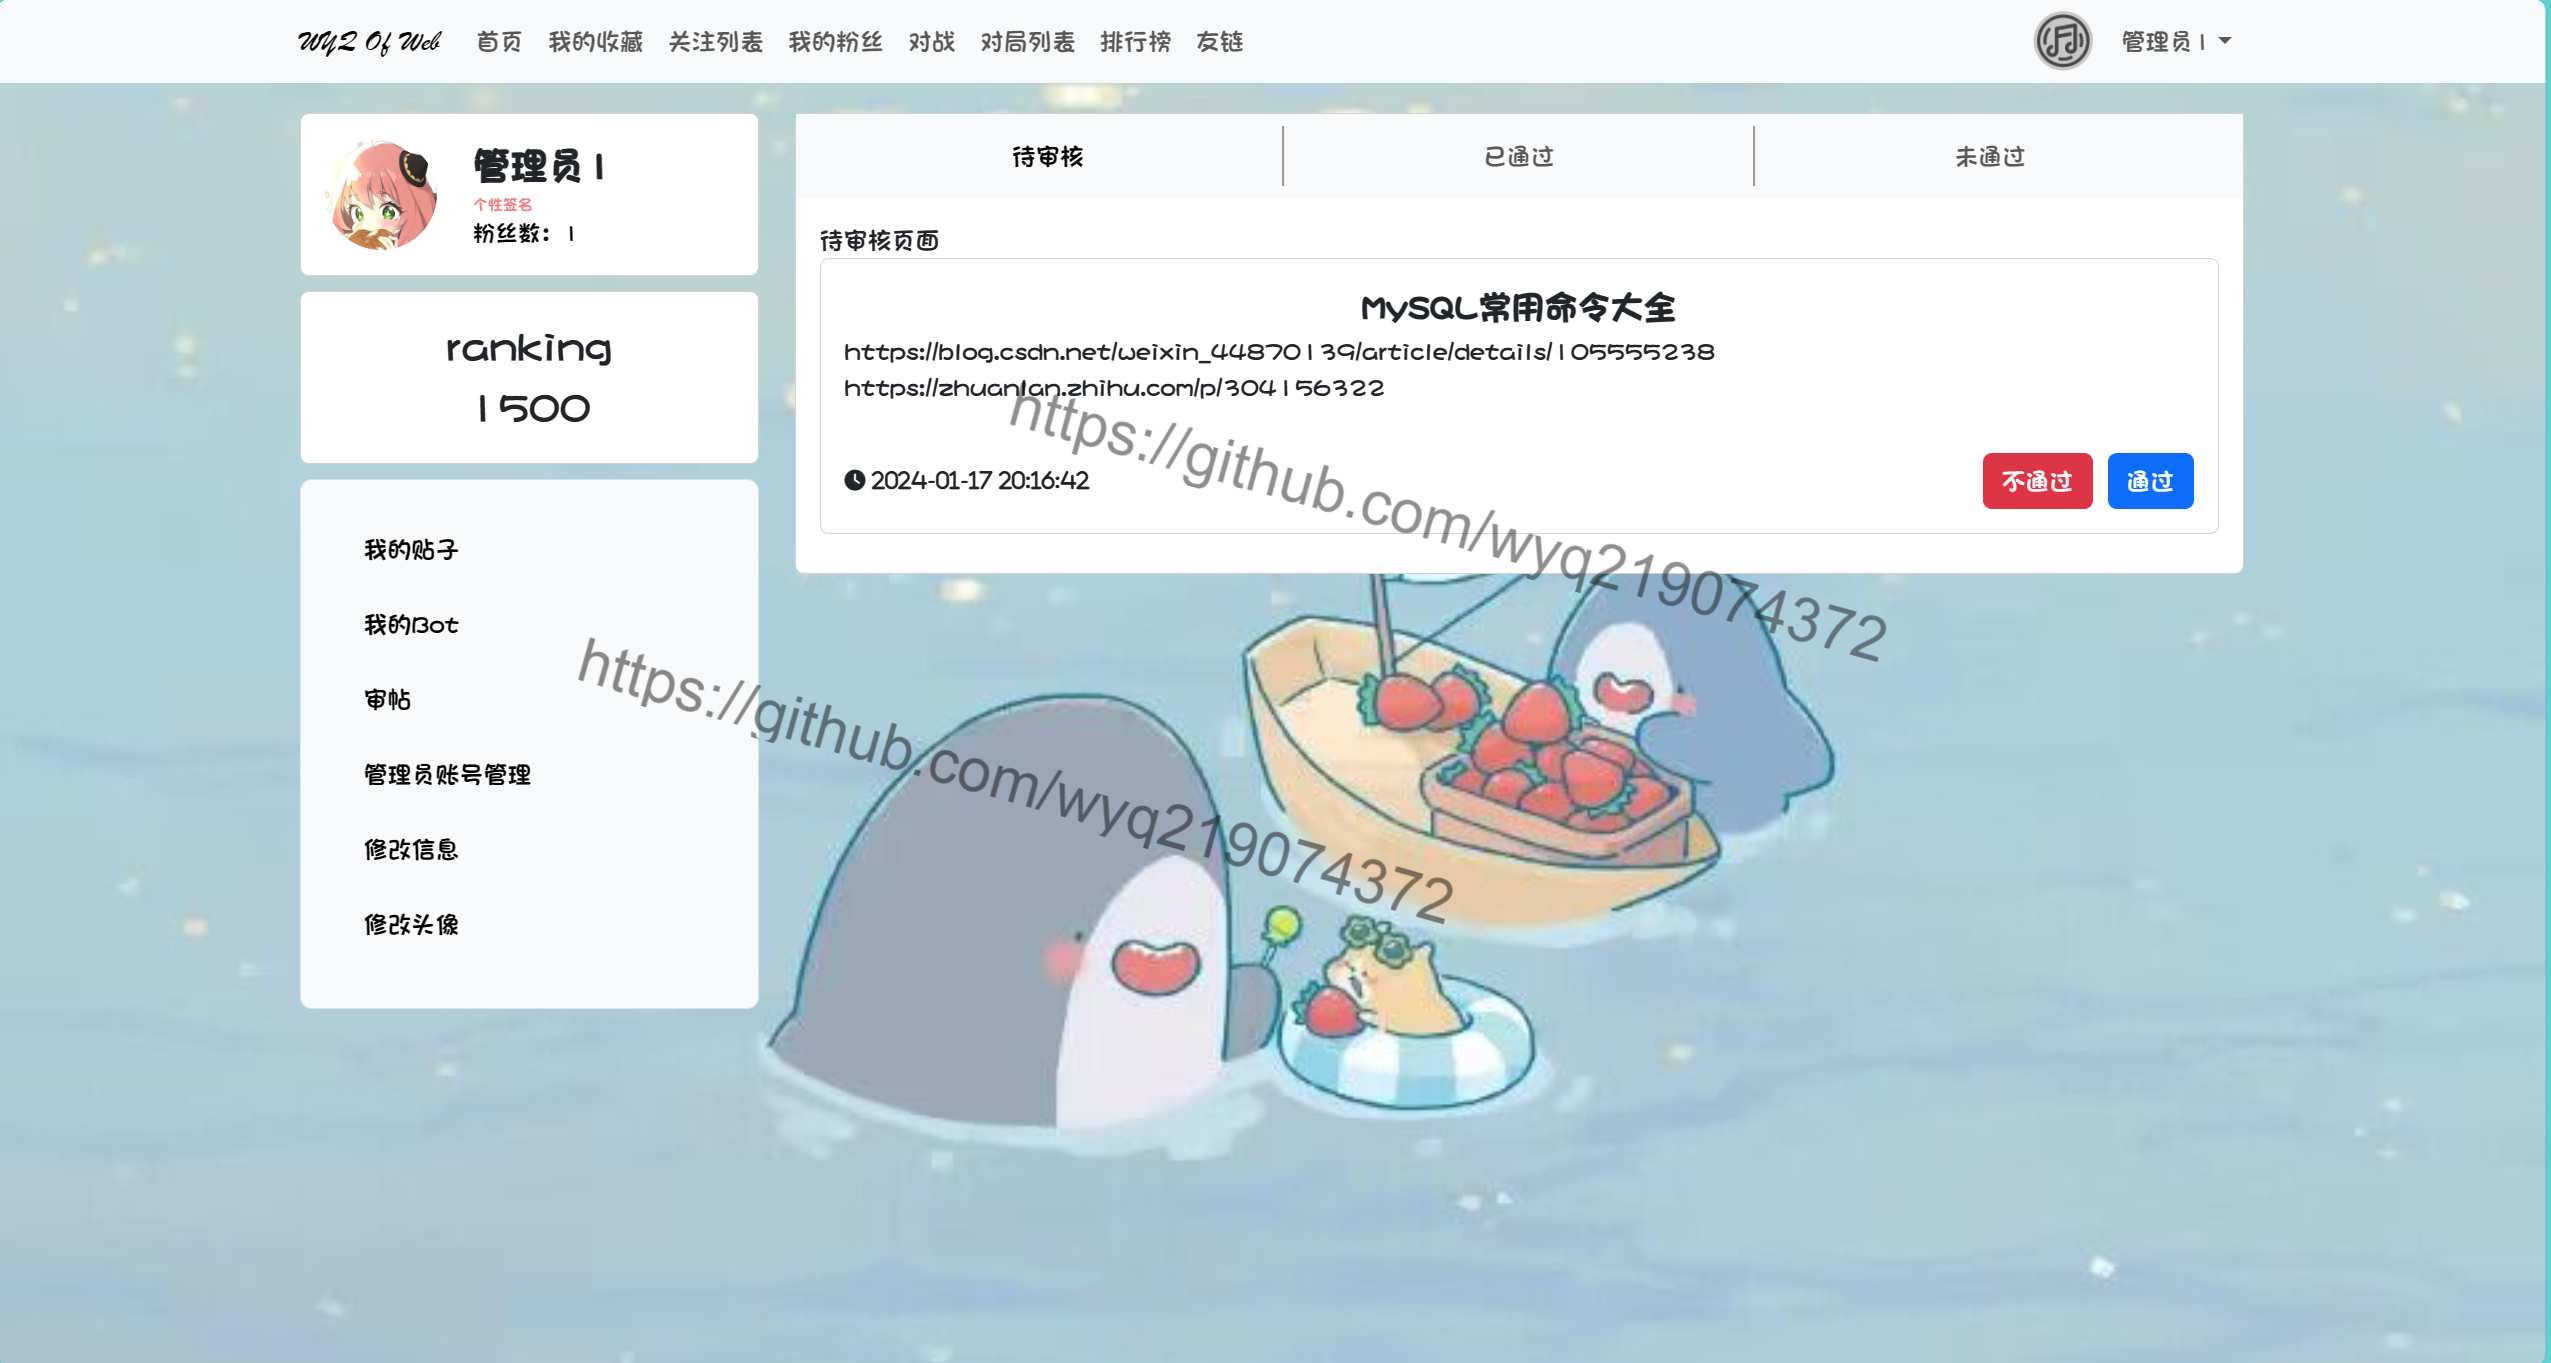 WYQ Of Web 首页 我的收藏 关注列表 我的粉丝 对战 对局列表 排行榜 友链 管理员1
管理员1
个性签名
粉丝数：1
ranking
1500
我的贴子
我的Bot
审帖
管理员账号管理
修改信息
修改头像
待审核 已通过 未通过
待审核页面
MySQL常用命令大全
https://blog.csdn.net/weixin_44870139/article/details/105555238
https://zhuanlan.zhihu.com/p/304156322
2024-01-17 20:16:42 不通过 通过
https://github.com/wyq219074372
https://github.com/wyq219074372